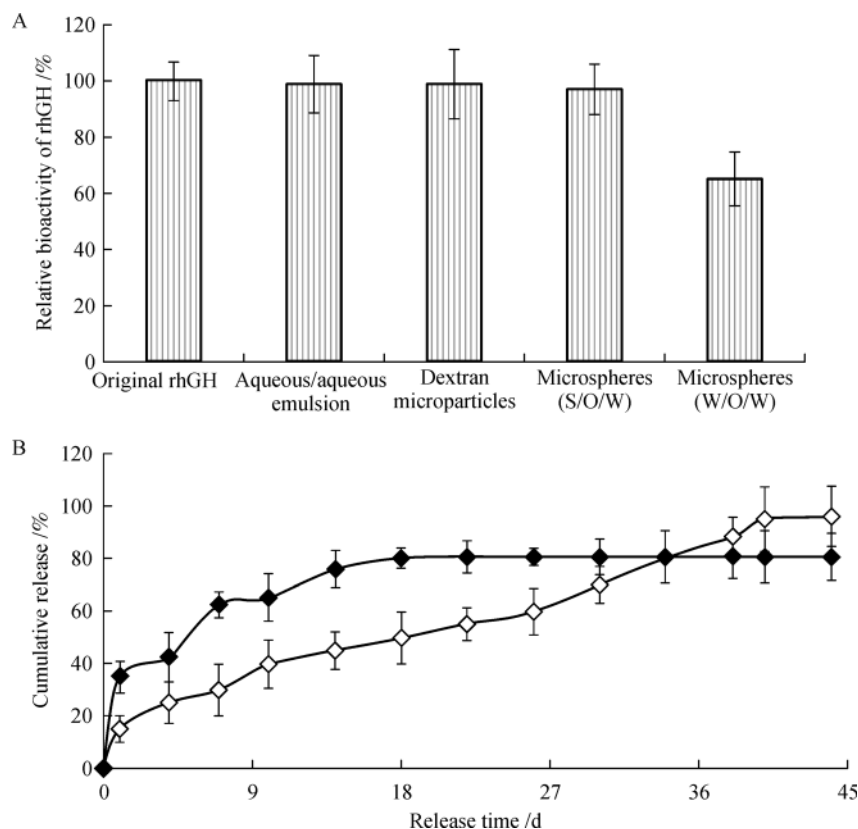 A
Relative bioactivity of rhGH /%
120
100
80
60
40
20
0
Original rhGH
Aqueous/aqueous
emulsion
Dextran
microparticles
Microspheres
(S/O/W)
Microspheres
(W/O/W)
B
Cumulative release /%
120
100
80
60
40
20
0
0
9
18
27
36
45
Release time /d